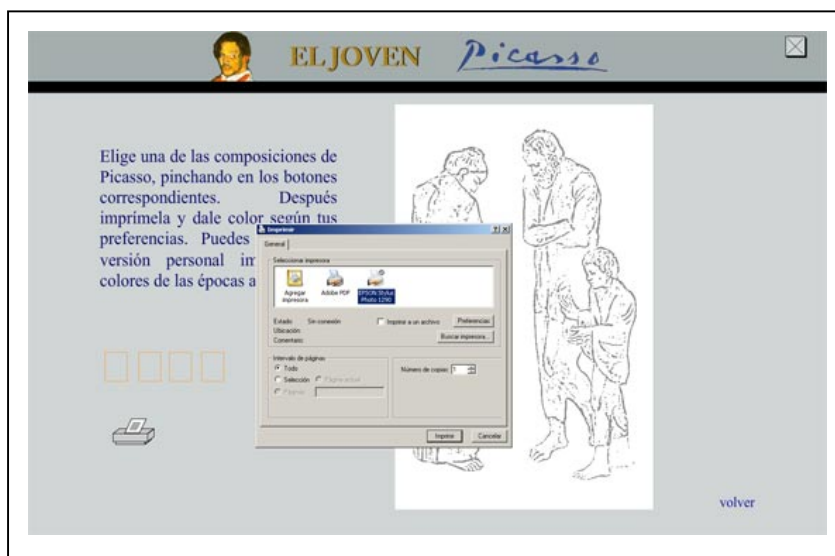 EL JOVEN Picasso
Elige una de las composiciones de
Picasso, pinchando en los botones
correspondientes. Después
imprímela y dale color según tus
preferencias. Puedes
versión personal im
colores de las épocas a
Imprimir
General
Seleccionar impresora
Agregar impresora
Adobe PDF
EPSON Stylus Photo 1290
Estado: Sin conexión
Ubicación:
Comentario:
Imprimir a un archivo
Preferencias
Buscar impresora...
Intervalo de páginas
Todo
Selección
Página actual
Páginas:
Número de copias: 1
Imprimir
Cancelar
volver